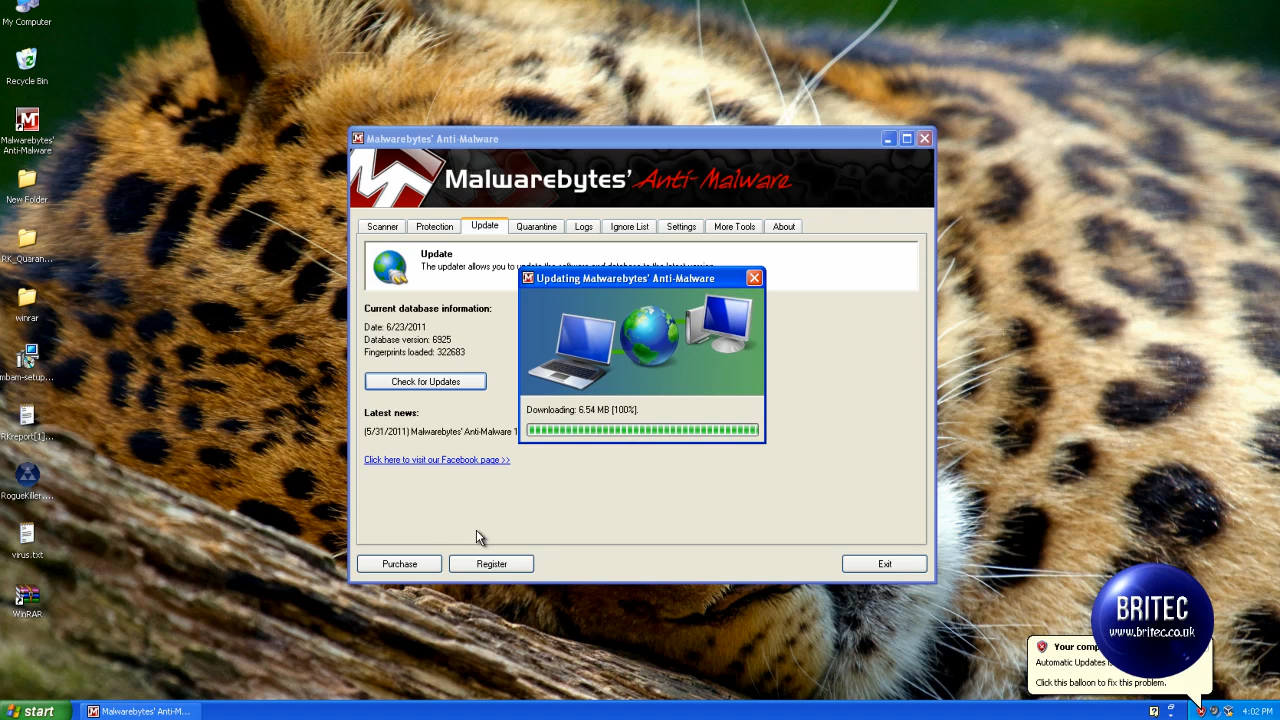 My Computer
Recycle Bin
Malwarebytes'
Anti-Malware
New Folder
RK_Quaran...
winrar
mbam-setup...
RKreport[1]...
RogueKiller....
virus.txt
WinRAR
Malwarebytes' Anti-Malware
Malwarebytes' Anti-Malware
Scanner
Protection
Update
Quarantine
Logs
Ignore List
Settings
More Tools
About
Update
The updater allows you to
Updating Malwarebytes' Anti-Malware
Current database information:
Date: 6/23/2011
Database version: 6925
Fingerprints loaded: 322683
Check for Updates
Downloading: 6.54 MB [100%].
Latest news:
(5/31/2011) Malwarebytes' Anti-Malware 1
Click here to visit our Facebook page >>
Purchase
Register
Exit
BRITEC
www.britec.co.uk
Your
Automatic Updates
Click this balloon to fix this problem.
start
Malwarebytes' Anti-M...
4:02 PM